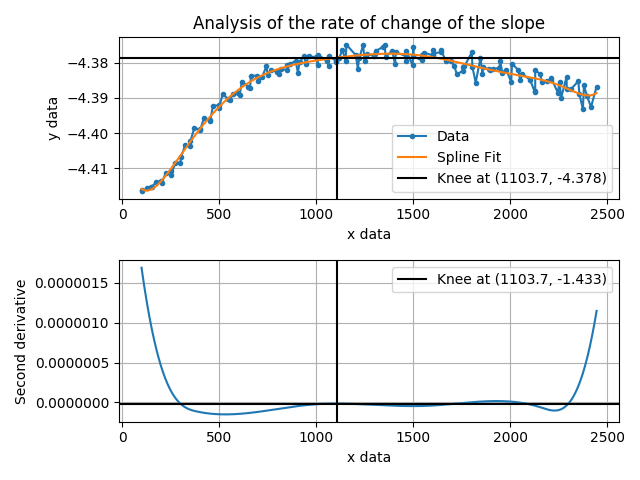 Analysis of the rate of change of the slope
−4.38
−4.39
−4.40
−4.41
y data
Data
Spline Fit
Knee at (1103.7, -4.378)
0 500 1000 1500 2000 2500
x data
0.0000015
0.0000010
0.0000005
0.0000000
Second derivative
Knee at (1103.7, -1.433)
0 500 1000 1500 2000 2500
x data